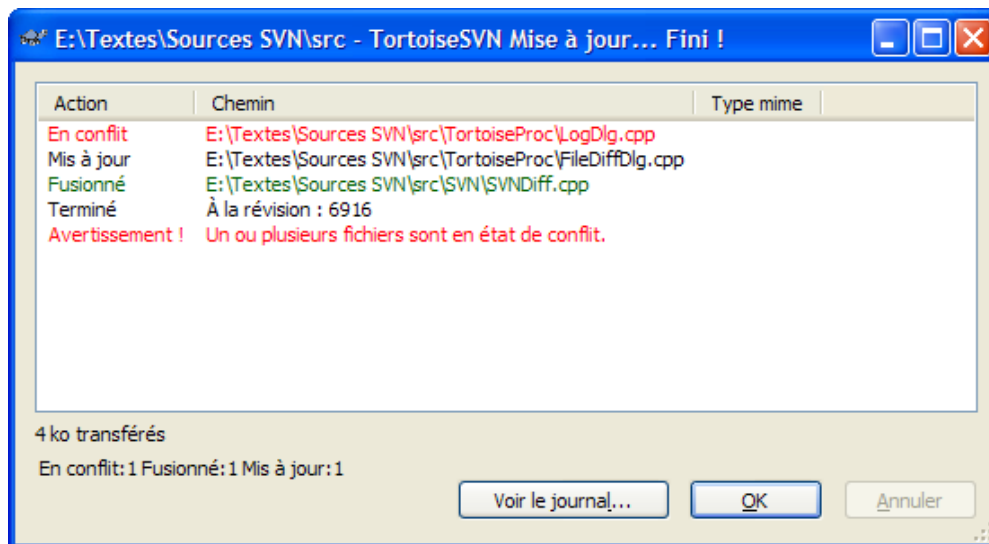 E:\Textes\Sources SVN\src - TortoiseSVN Mise à jour... Fini !
Action Chemin Type mime
En conflit E:\Textes\Sources SVN\src\TortoiseProc\LogDlg.cpp
Mis à jour E:\Textes\Sources SVN\src\TortoiseProc\FileDiffDlg.cpp
Fusionné E:\Textes\Sources SVN\src\SVN\SVNDiff.cpp
Terminé À la révision : 6916
Avertissement ! Un ou plusieurs fichiers sont en état de conflit.
4 ko transférés
En conflit:1 Fusionné:1 Mis à jour:1
Voir le journal... OK Annuler